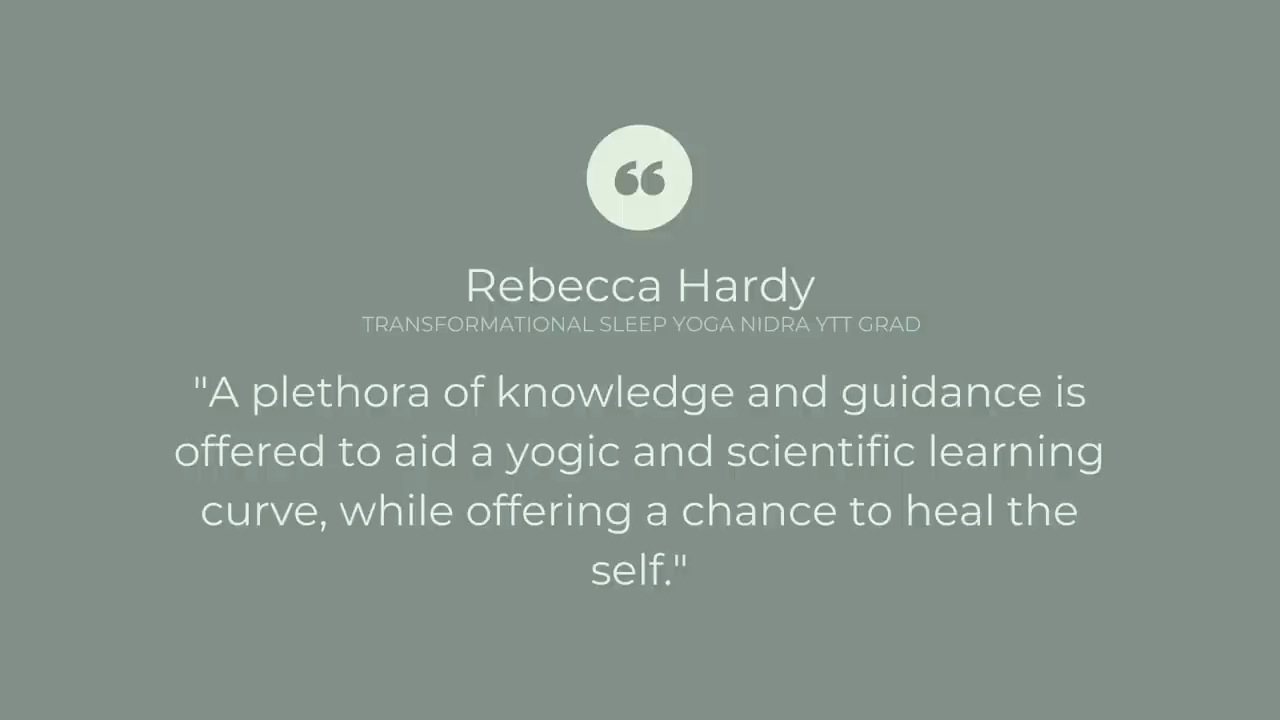 ❝
Rebecca Hardy
TRANSFORMATIONAL SLEEP YOGA NIDRA YTT GRAD
"A plethora of knowledge and guidance is
offered to aid a yogic and scientific learning
curve, while offering a chance to heal the
self."